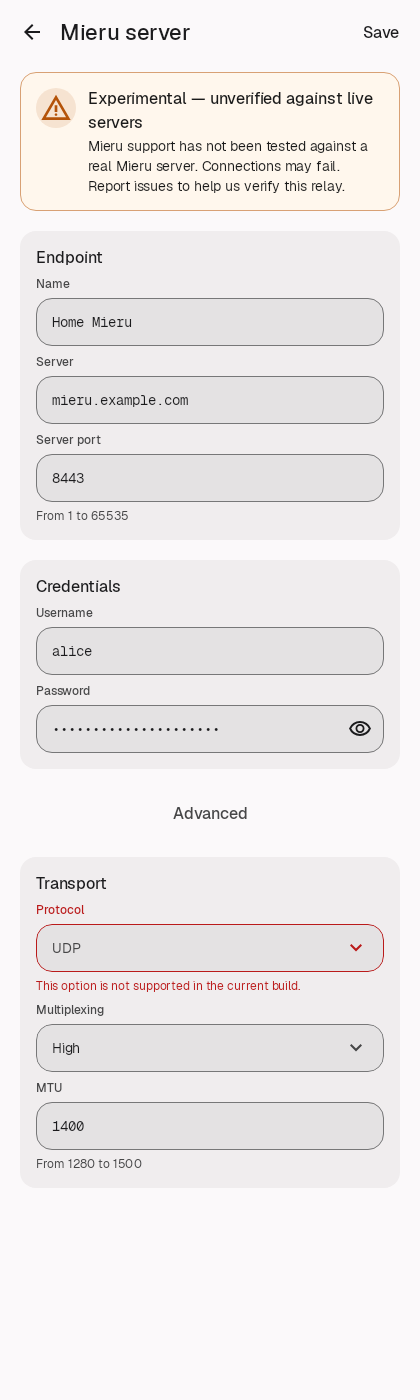 Mieru server
Save
Experimental — unverified against live
servers
Mieru support has not been tested against a
real Mieru server. Connections may fail.
Report issues to help us verify this relay.
Endpoint
Name
Home Mieru
Server
mieru.example.com
Server port
8443
From 1 to 65535
Credentials
Username
alice
Password
•••••••••••••••••••••
Advanced
Transport
Protocol
UDP
This option is not supported in the current build.
Multiplexing
High
MTU
1400
From 1280 to 1500